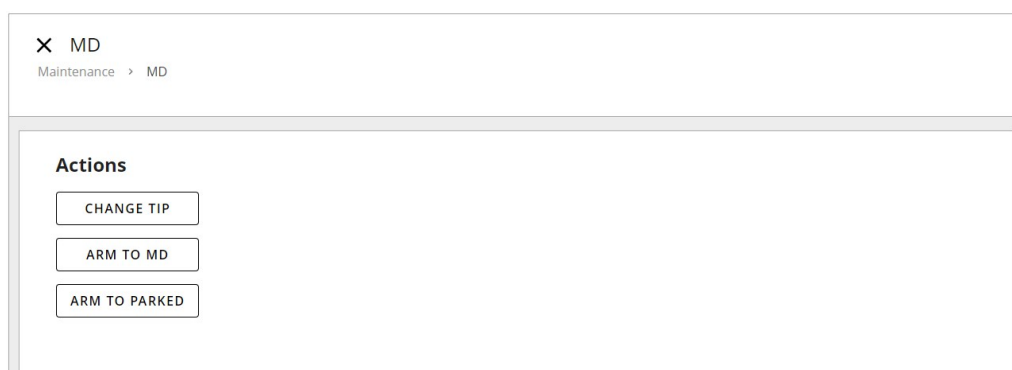 MD
Maintenance > MD
Actions
CHANGE TIP
ARM TO MD
ARM TO PARKED